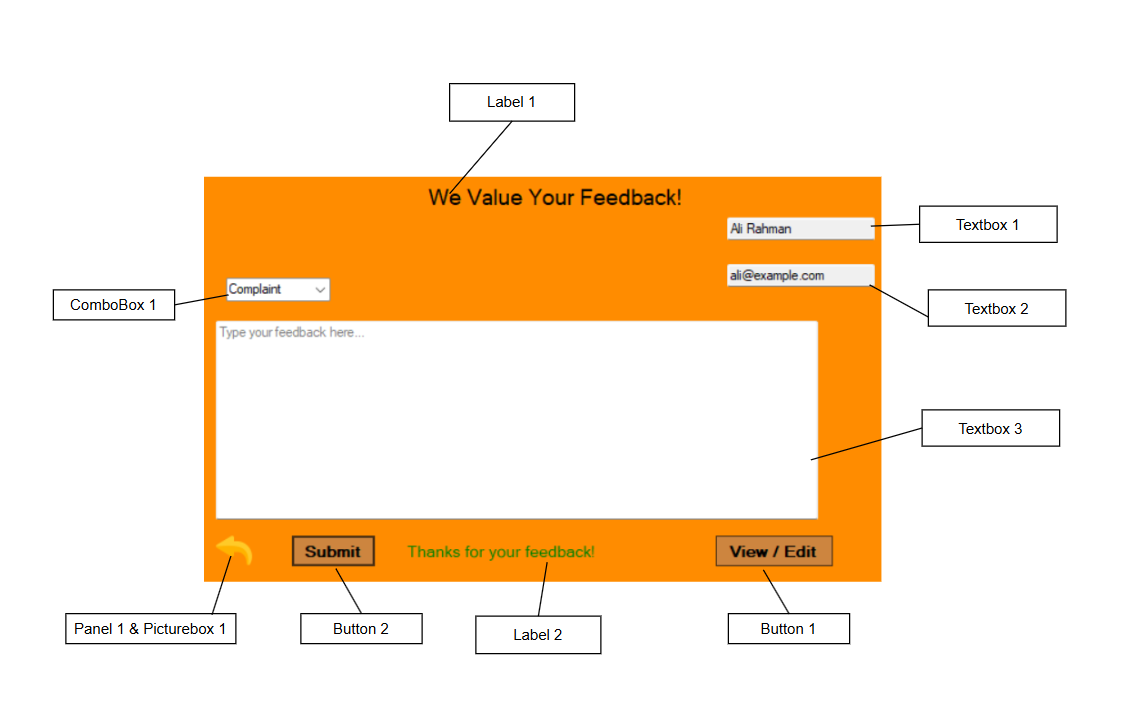 Label 1
We Value Your Feedback!
Ali Rahman
Textbox 1
ali@example.com
Complaint
ComboBox 1
Textbox 2
Type your feedback here...
Textbox 3
Submit
Thanks for your feedback!
View / Edit
Panel 1 & Picturebox 1
Button 2
Label 2
Button 1